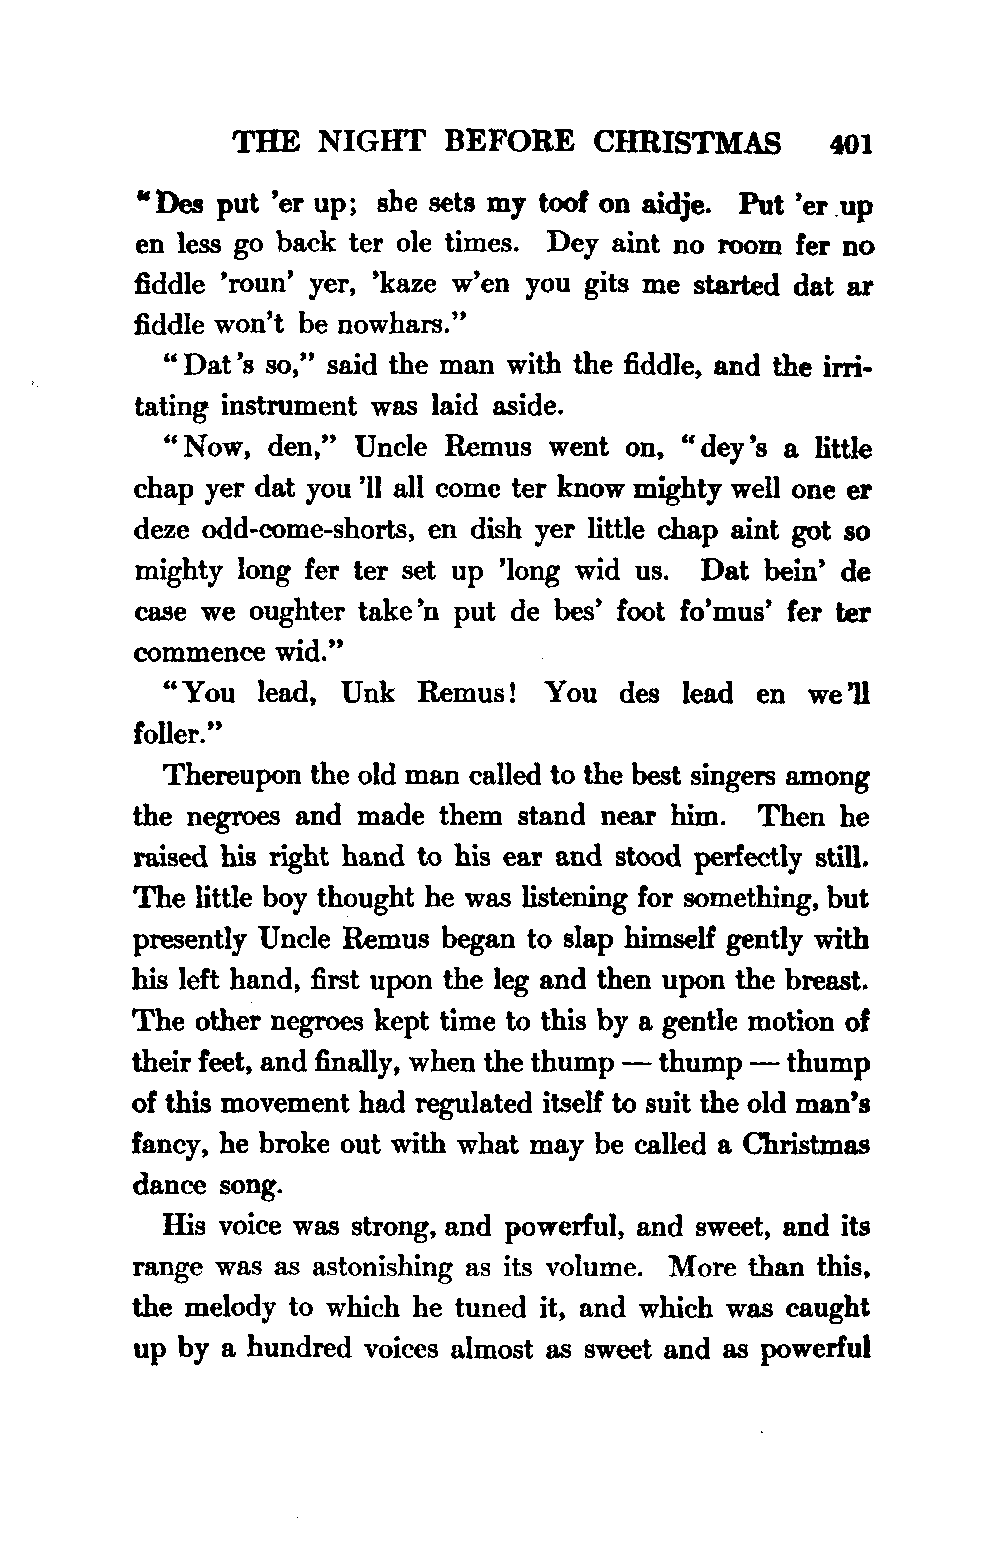 THE NIGHT BEFORE CHRISTMAS 401
"Des put 'er up; she sets my toof on aidje. Put 'er up
en less go back ter ole times. Dey aint no room fer no
fiddle 'roun' yer, 'kaze w'en you gits me started dat ar
fiddle won't be nowhars."
"Dat's so," said the man with the fiddle, and the irri-
tating instrument was laid aside.
"Now, den," Uncle Remus went on, "dey's a little
chap yer dat you'll all come ter know mighty well one er
deze odd-come-shorts, en dish yer little chap aint got so
mighty long fer ter set up 'long wid us. Dat bein' de
case we oughter take'n put de bes' foot fo'mus' fer ter
commence wid."
"You lead, Unk Remus! You des lead en we'll
foller."
Thereupon the old man called to the best singers among
the negroes and made them stand near him. Then he
raised his right hand to his ear and stood perfectly still.
The little boy thought he was listening for something, but
presently Uncle Remus began to slap himself gently with
his left hand, first upon the leg and then upon the breast.
The other negroes kept time to this by a gentle motion of
their feet, and finally, when the thump — thump — thump
of this movement had regulated itself to suit the old man's
fancy, he broke out with what may be called a Christmas
dance song.
His voice was strong, and powerful, and sweet, and its
range was as astonishing as its volume. More than this,
the melody to which he tuned it, and which was caught
up by a hundred voices almost as sweet and as powerful